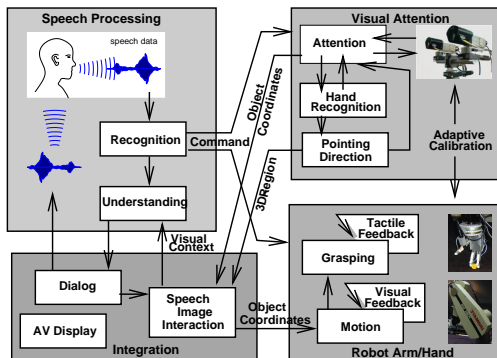 Speech Processing
speech data
Recognition
Understanding
Command
Object
Coordinates
3DRegion
Visual
Context
Visual Attention
Attention
Hand
Recognition
Pointing
Direction
Adaptive
Calibration
Dialog
AV Display
Speech
Image
Interaction
Integration
Object
Coordinates
Tactile
Feedback
Grasping
Visual
Feedback
Motion
Robot Arm/Hand